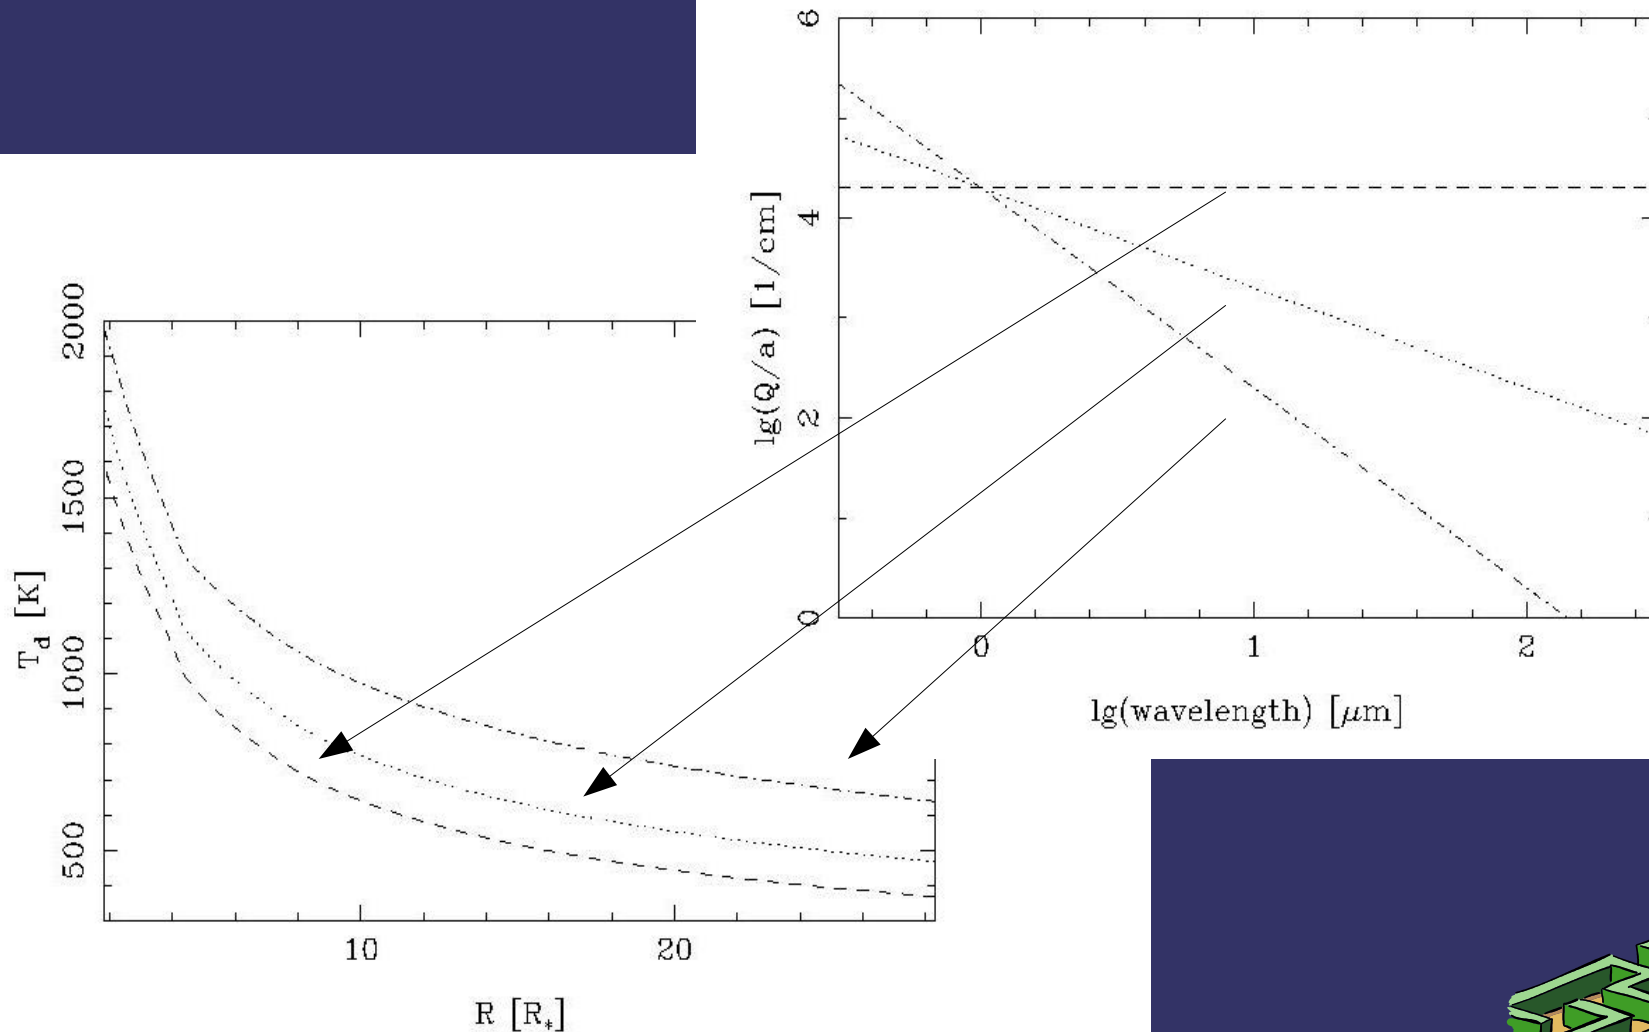 6
4
2
0
lg(Q/a) [1/cm]
0 1 2
lg(wavelength) [μm]
2000
1500
1000
500
T_d [K]
10 20
R [R_*]